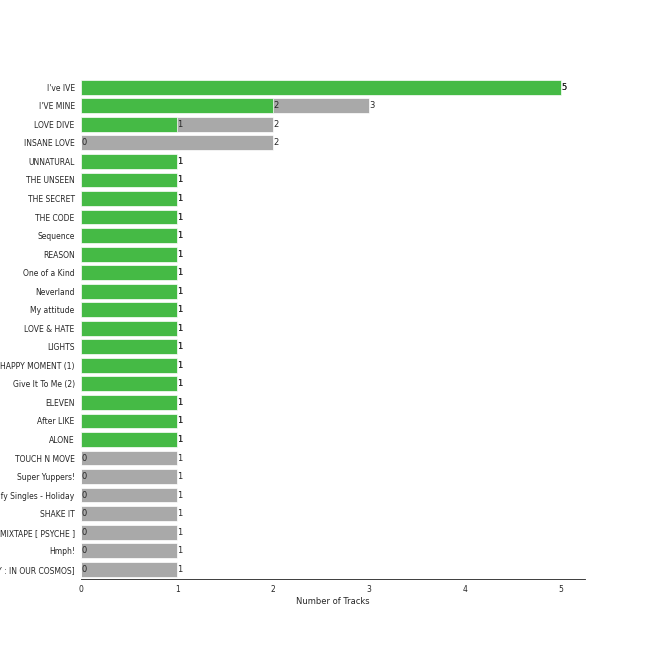 I've IVE 5
I'VE MINE 2 3
LOVE DIVE 1 2
INSANE LOVE 0 2
UNNATURAL 1
THE UNSEEN 1
THE SECRET 1
THE CODE 1
Sequence 1
REASON 1
One of a Kind 1
Neverland 1
My attitude 1
LOVE & HATE 1
LIGHTS 1
HAPPY MOMENT (1) 1
Give It To Me (2) 1
ELEVEN 1
After LIKE 1
ALONE 1
TOUCH N MOVE 0 1
Super Yuppers! 0 1
fy Singles - Holiday 0 1
SHAKE IT 0 1
MIXTAPE [ PSYCHE ] 0 1
Hmph! 0 1
: IN OUR COSMOS] 0 1
0 1 2 3 4 5
Number of Tracks